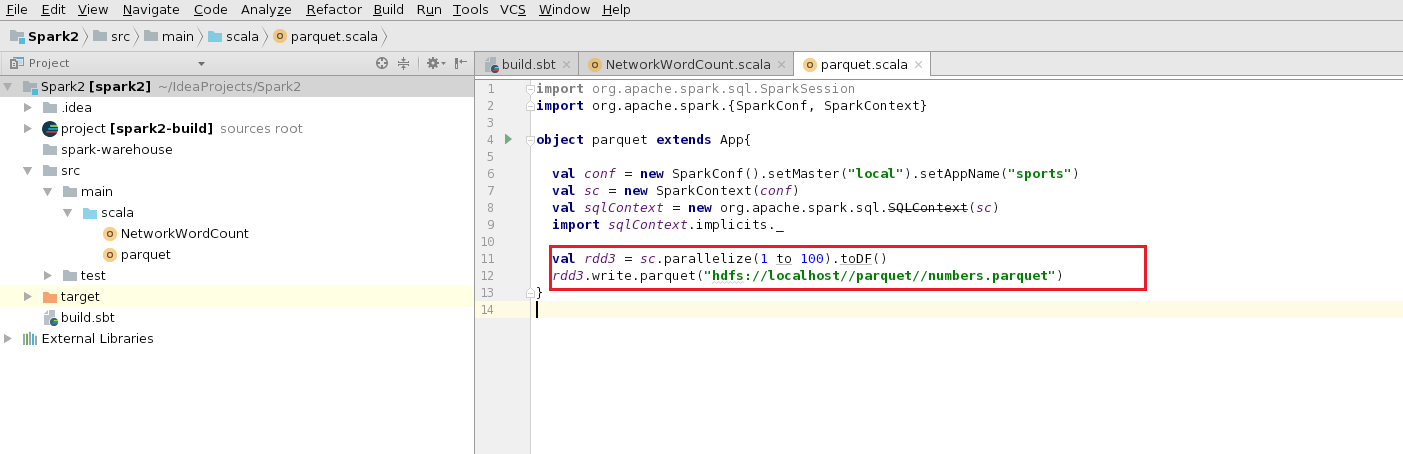 File Edit View Navigate Code Analyze Refactor Build Run Tools VCS Window Help
Spark2 src main scala parquet.scala
Project
build.sbt NetworkWordCount.scala parquet.scala
Spark2 [spark2] ~/IdeaProjects/Spark2
.idea
project [spark2-build] sources root
spark-warehouse
src
main
scala
NetworkWordCount
parquet
test
target
build.sbt
External Libraries
1 import org.apache.spark.sql.SparkSession
2 import org.apache.spark.{SparkConf, SparkContext}
3
4 object parquet extends App{
5
6 val conf = new SparkConf().setMaster("local").setAppName("sports")
7 val sc = new SparkContext(conf)
8 val sqlContext = new org.apache.spark.sql.SQLContext(sc)
9 import sqlContext.implicits._
10
11 val rdd3 = sc.parallelize(1 to 100).toDF()
12 rdd3.write.parquet("hdfs://localhost//parquet//numbers.parquet")
13 }
14